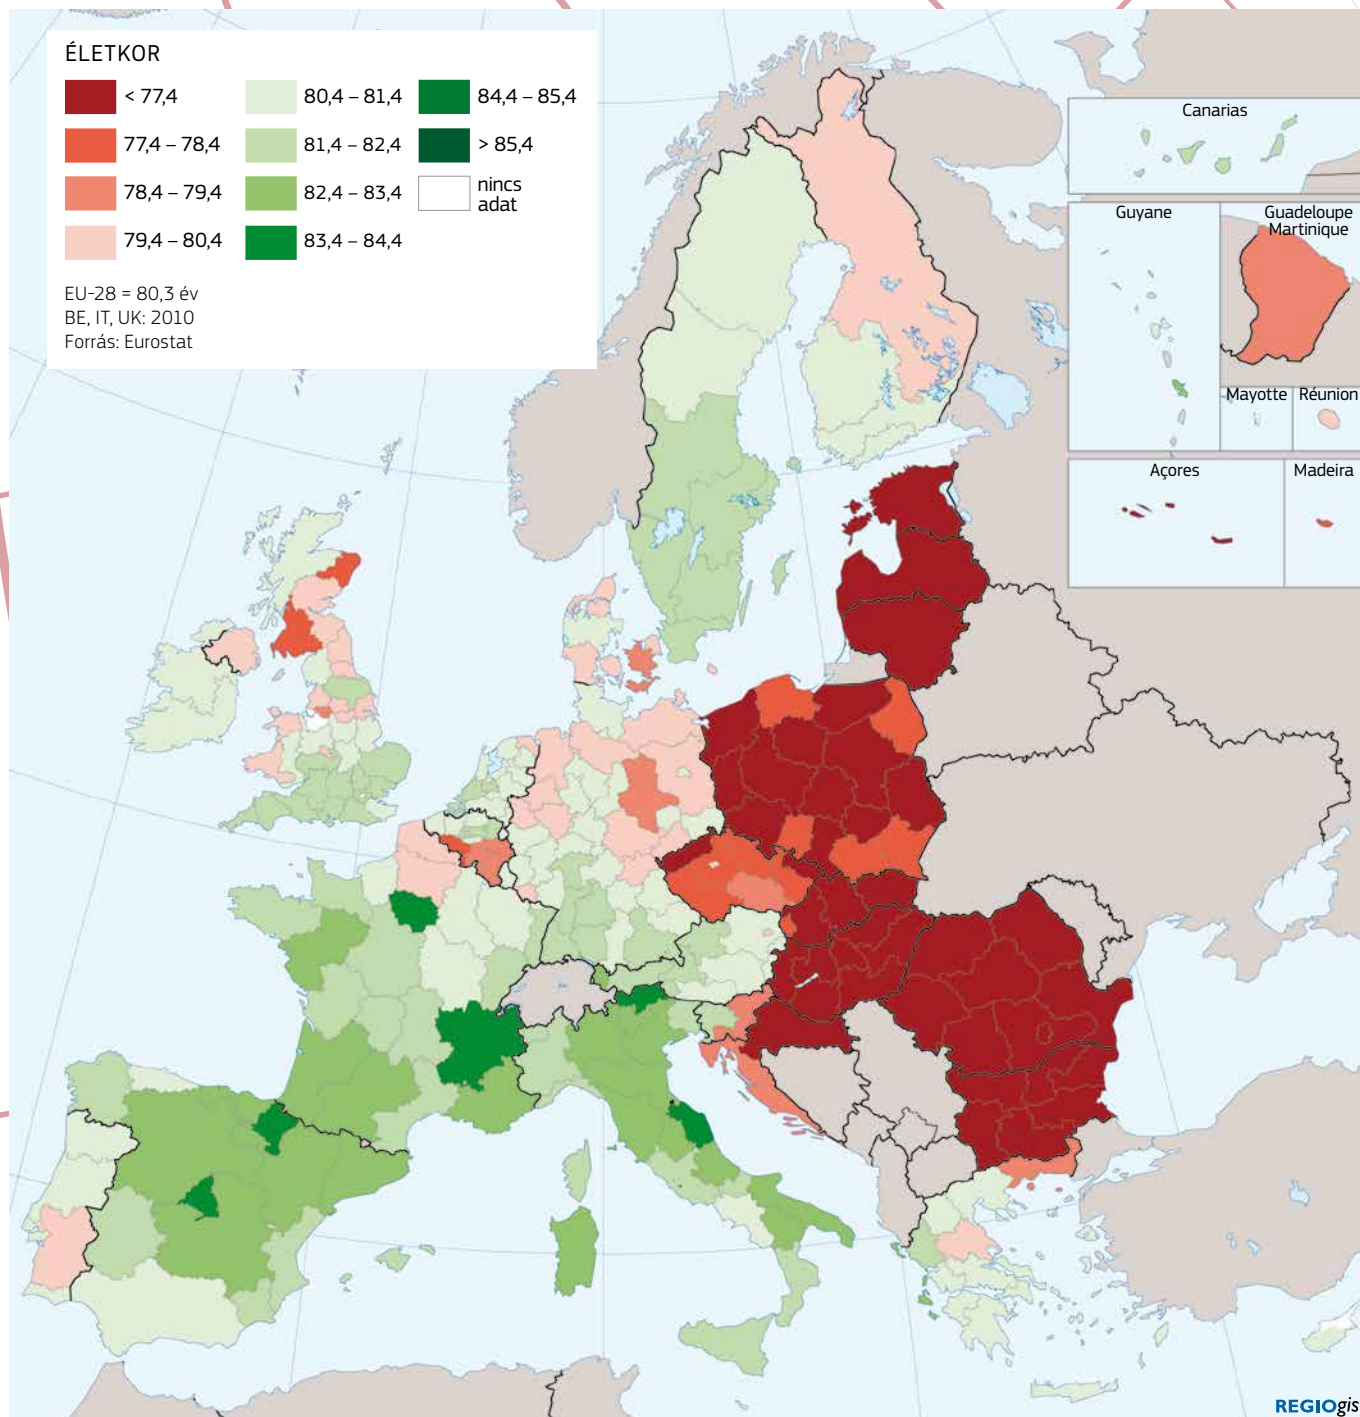 ÉLETKOR
< 77,4
77,4 – 78,4
78,4 – 79,4
79,4 – 80,4
80,4 – 81,4
81,4 – 82,4
82,4 – 83,4
83,4 – 84,4
84,4 – 85,4
> 85,4
nincs
adat
EU-28 = 80,3 év
BE, IT, UK: 2010
Forrás: Eurostat
Canarias
Guyane
Guadeloupe
Martinique
Mayotte
Réunion
Açores
Madeira
REGIOgis